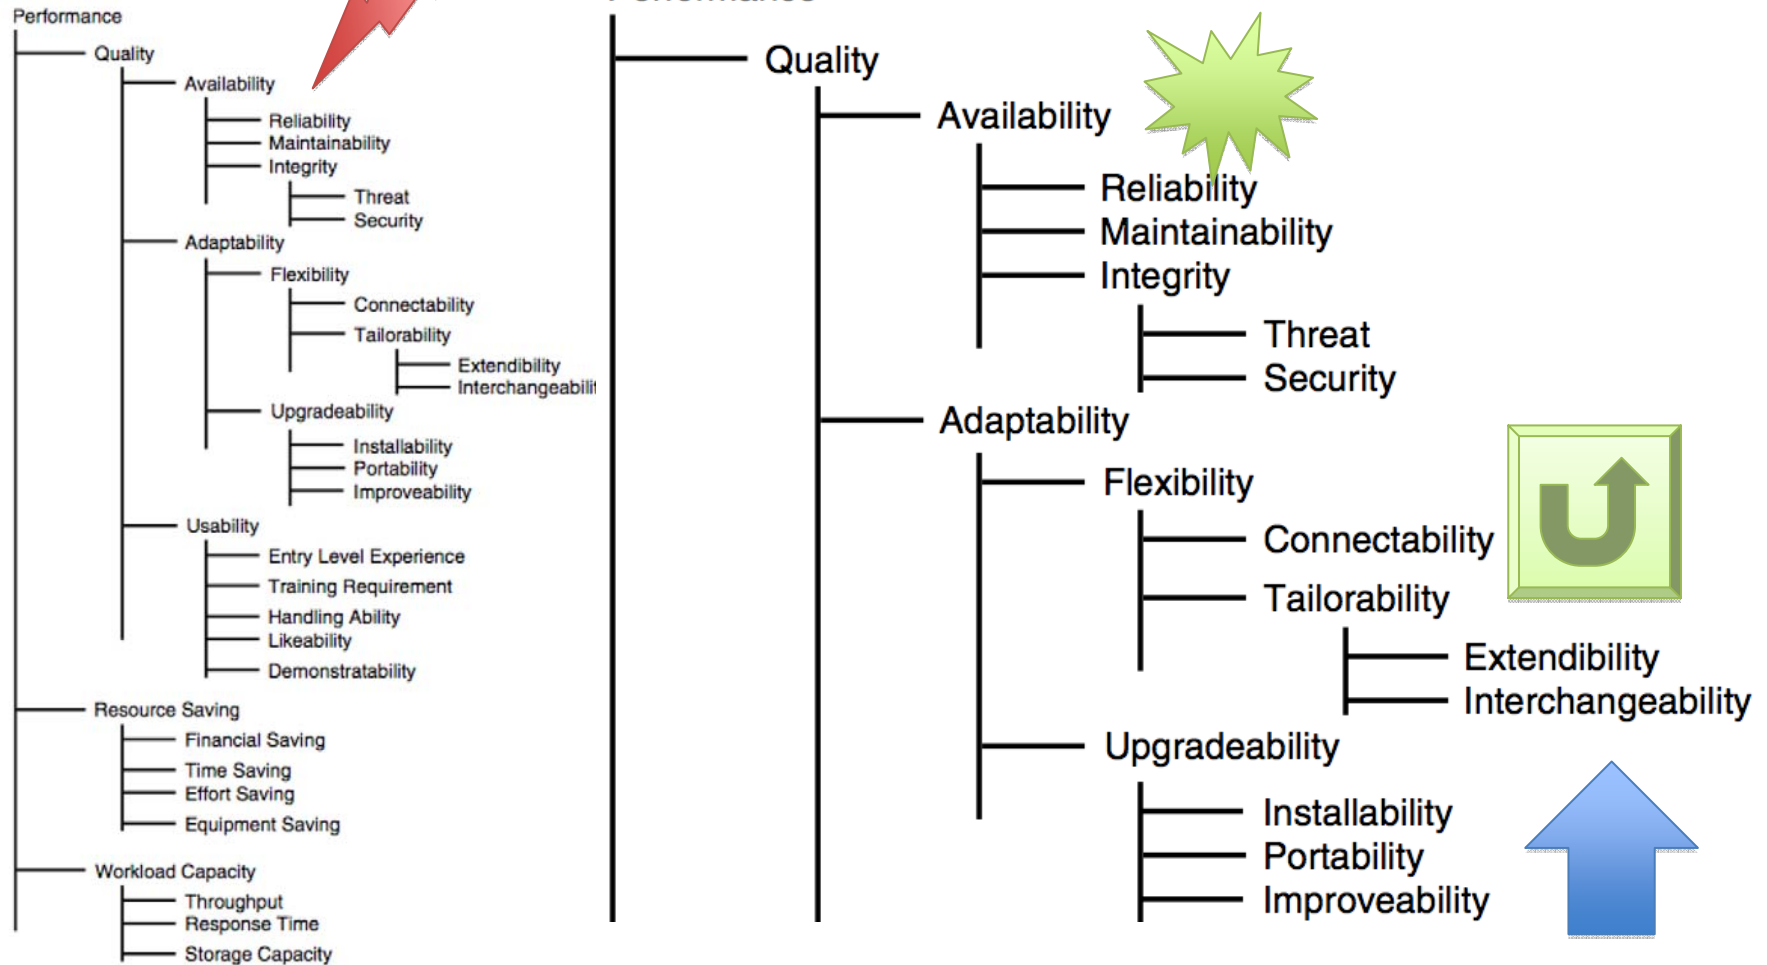 Performance
Quality
Availability
Reliability
Maintainability
Integrity
Threat
Security
Adaptability
Flexibility
Connectability
Tailorability
Extendibility
Interchangeabilit
Upgradeability
Installability
Portability
Improveability
Usability
Entry Level Experience
Training Requirement
Handling Ability
Likeability
Demonstratability
Resource Saving
Financial Saving
Time Saving
Effort Saving
Equipment Saving
Workload Capacity
Throughput
Response Time
Storage Capacity
Performance
Quality
Availability
Reliability
Maintainability
Integrity
Threat
Security
Adaptability
Flexibility
Connectability
Tailorability
Extendibility
Interchangeability
Upgradeability
Installability
Portability
Improveability